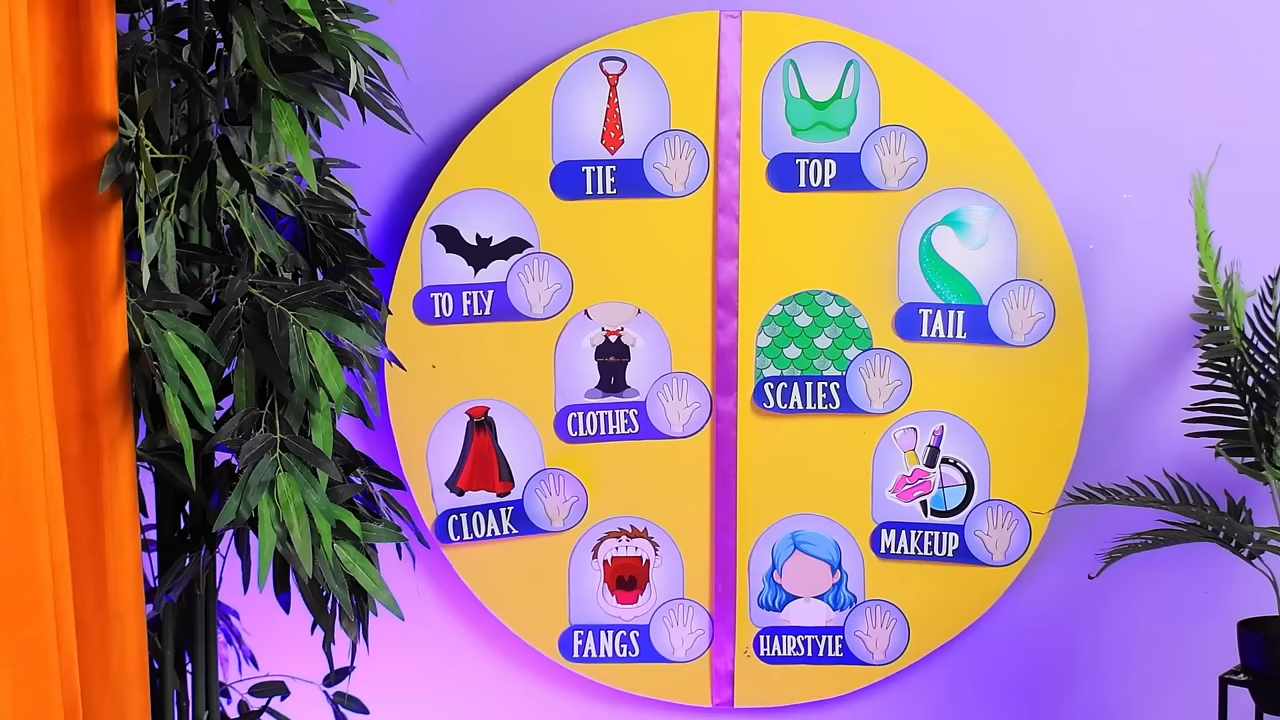 TIE
TO FLY
CLOTHES
CLOAK
FANGS
TOP
TAIL
SCALES
MAKEUP
HAIRSTYLE